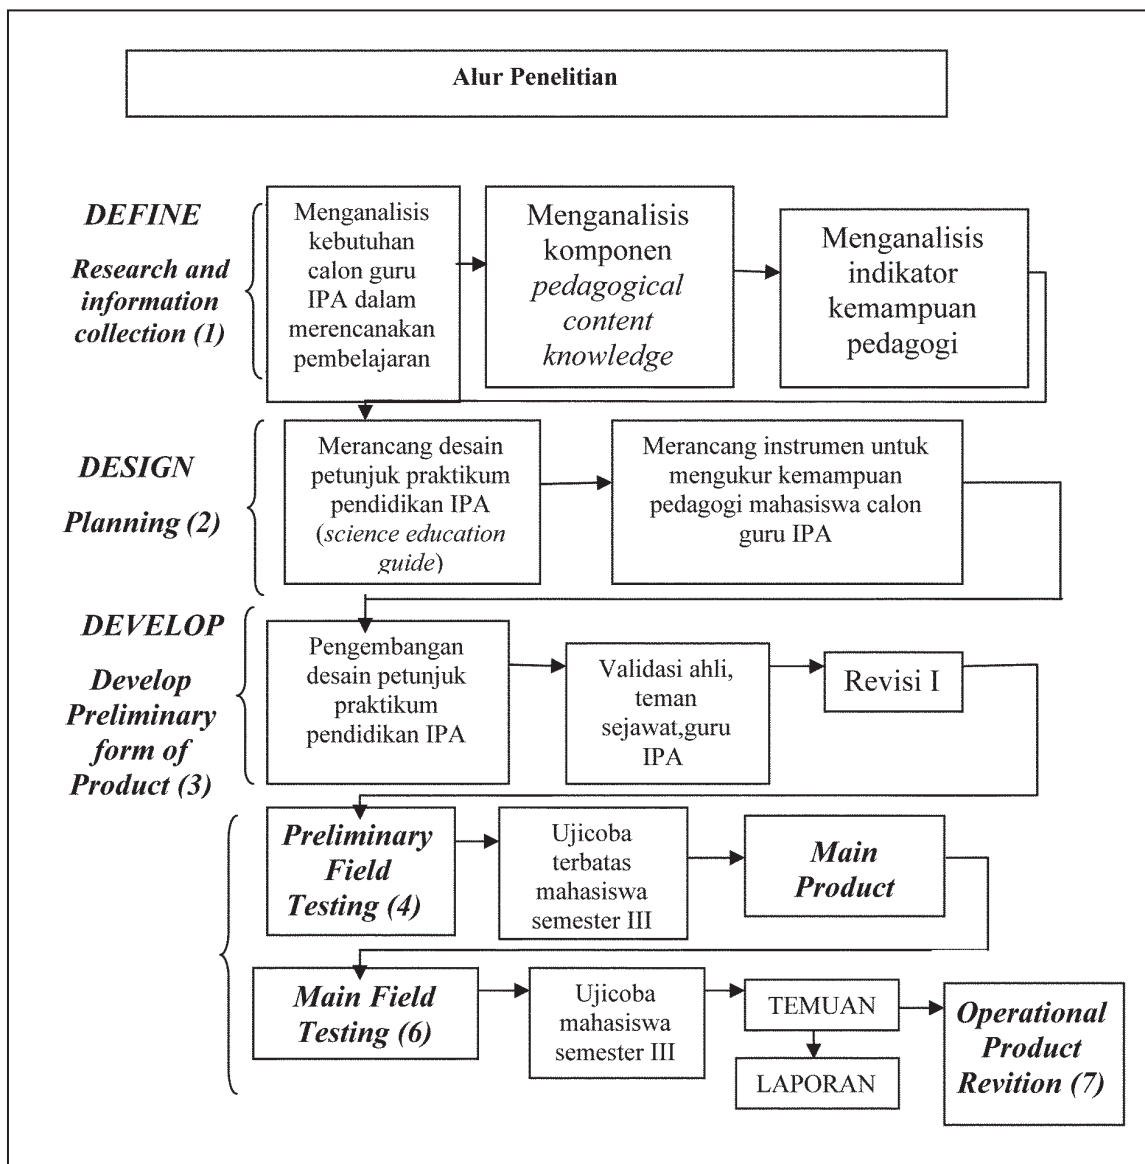 Alur Penelitian
DEFINE
Research and
information
collection (1)
Menganalisis
kebutuhan
calon guru
IPA dalam
merencanakan
pembelajaran
Menganalisis
komponen
pedagogical
content
knowledge
Menganalisis
indikator
kemampuan
pedagogi
DESIGN
Planning (2)
Merancang desain
petunjuk praktikum
pendidikan IPA
(science education
guide)
Merancang instrumen untuk
mengukur kemampuan
pedagogi mahasiswa calon
guru IPA
DEVELOP
Develop
Preliminary
form of
Product (3)
Pengembangan
desain petunjuk
praktikum
pendidikan IPA
Validasi ahli,
teman
sejawat,guru
IPA
Revisi I
Preliminary
Field
Testing (4)
Ujicoba
terbatas
mahasiswa
semester III
Main
Product
Main Field
Testing (6)
Ujicoba
mahasiswa
semester III
TEMUAN
LAPORAN
Operational
Product
Revition (7)